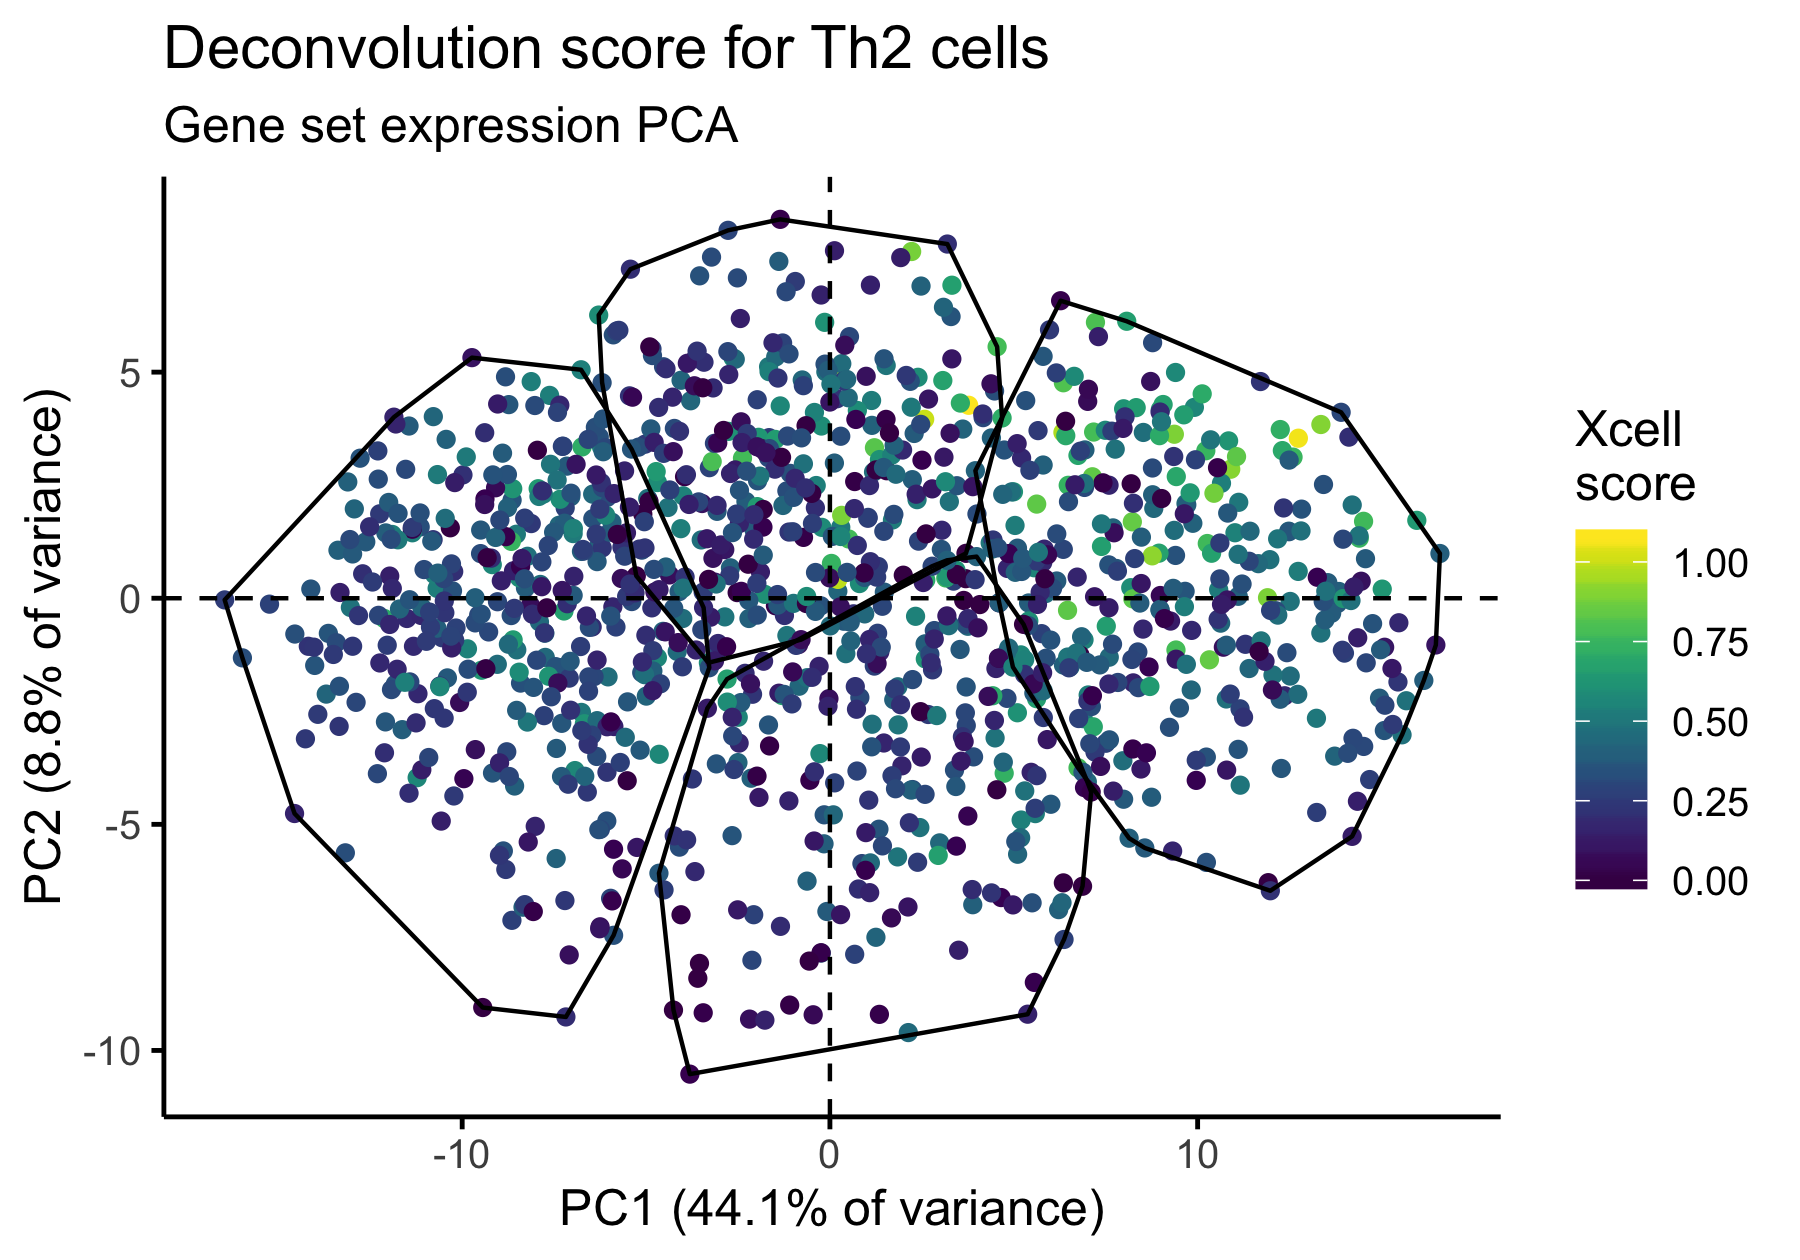 Deconvolution score for Th2 cells
Gene set expression PCA
PC2 (8.8% of variance)
5
0
-5
-10
-10
0
10
PC1 (44.1% of variance)
Xcell
score
1.00
0.75
0.50
0.25
0.00